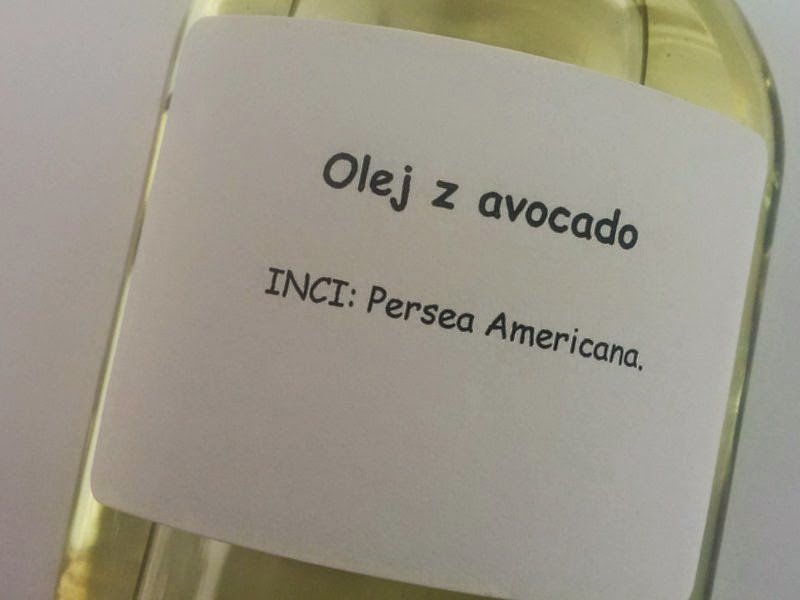 Olej z avocado
INCI: Persea Americana.